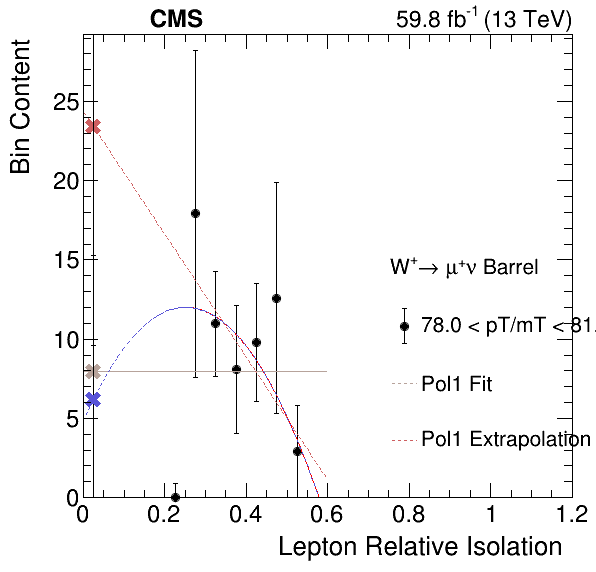 CMS
59.8 fb⁻¹ (13 TeV)
Bin Content
25
20
15
10
5
0
W⁺→ μ⁺ν Barrel
78.0 < pT/mT < 81.
Pol1 Fit
Pol1 Extrapolation
0 0.2 0.4 0.6 0.8 1 1.2
Lepton Relative Isolation